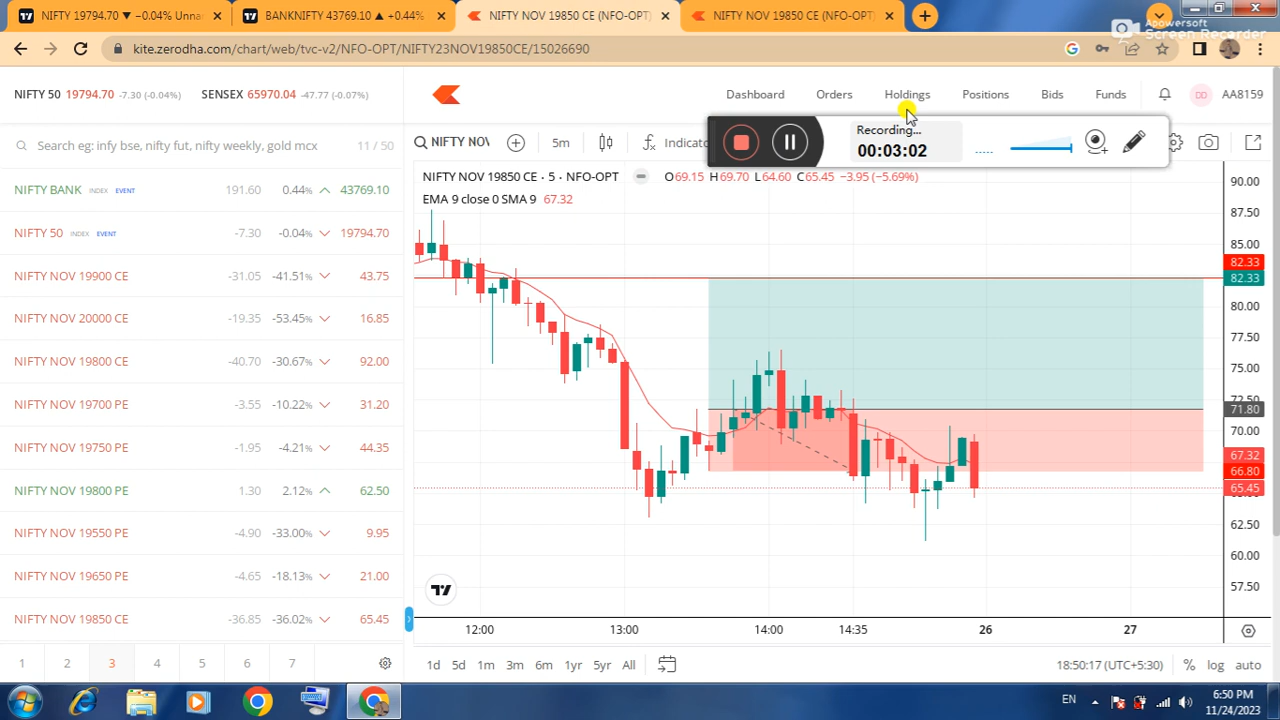 NIFTY 19794.70 ▼ −0.04% Unna
BANKNIFTY 43769.10 ▲ +0.44%
NIFTY NOV 19850 CE (NFO-OPT)
NIFTY NOV 19850 CE (NFO-OPT)
kite.zerodha.com/chart/web/tvc-v2/NFO-OPT/NIFTY23NOV19850CE/15026690
Apowersoft
Screen Recorder
NIFTY 50 19794.70 -7.30 (-0.04%) SENSEX 65970.04 -47.77 (-0.07%)
Dashboard Orders Holdings Positions Bids Funds DD AA8159
Search eg: infy bse, nifty fut, nifty weekly, gold mcx 11 / 50
NIFTY BANK INDEX EVENT 191.60 0.44% 43769.10
NIFTY 50 INDEX EVENT -7.30 -0.04% 19794.70
NIFTY NOV 19900 CE -31.05 -41.51% 43.75
NIFTY NOV 20000 CE -19.35 -53.45% 16.85
NIFTY NOV 19800 CE -40.70 -30.67% 92.00
NIFTY NOV 19700 PE -3.55 -10.22% 31.20
NIFTY NOV 19750 PE -1.95 -4.21% 44.35
NIFTY NOV 19800 PE 1.30 2.12% 62.50
NIFTY NOV 19550 PE -4.90 -33.00% 9.95
NIFTY NOV 19650 PE -4.65 -18.13% 21.00
NIFTY NOV 19850 CE -36.85 -36.02% 65.45
1 2 3 4 5 6 7
NIFTY NOV 5m Indicato
Recording...
00:03:02
NIFTY NOV 19850 CE · 5 · NFO-OPT O69.15 H69.70 L64.60 C65.45 −3.95 (−5.69%)
EMA 9 close 0 SMA 9 67.32
90.00
87.50
85.00
82.33
82.33
80.00
77.50
75.00
72.50
71.80
70.00
67.32
66.80
65.45
62.50
60.00
57.50
12:00 13:00 14:00 14:35 26 27
1d 5d 1m 3m 6m 1yr 5yr All 18:50:17 (UTC+5:30) % log auto
EN 6:50 PM
11/24/2023